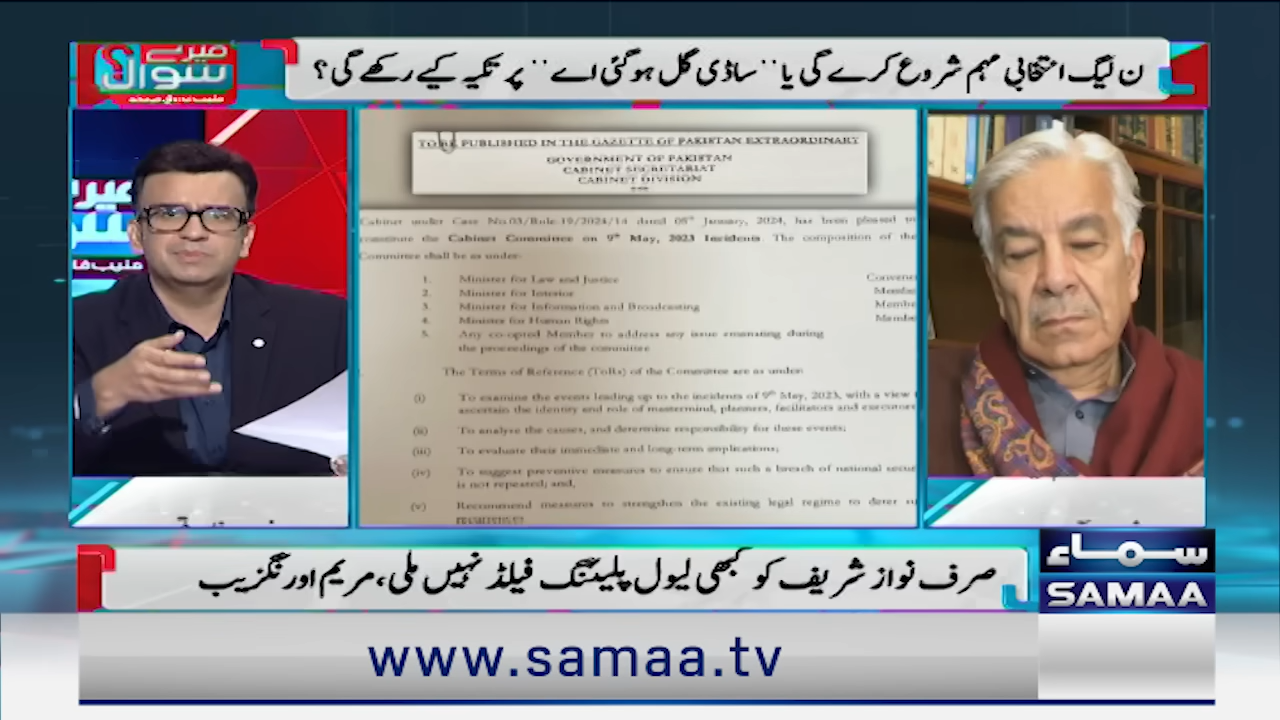 میرے
سوال
ن لیگ انتخابی مہم شروع کرے گی یا ''ساڈی گل ہو گئی اے'' پر تکیہ کیے رکھے گی؟
TO BE PUBLISHED IN THE GAZETTE OF PAKISTAN EXTRAORDINARY
GOVERNMENT OF PAKISTAN
CABINET SECRETARIAT
CABINET DIVISION
***
Cabinet under Case No.03/Rule-19/2024/14 dated 05th January, 2024, has been pleased to
constitute the Cabinet Committee on 9th May, 2023 Incidents. The composition of the
Committee shall be as under:
1. Minister for Law and Justice Convener
2. Minister for Interior Membe
3. Minister for Information and Broadcasting Membe
4. Minister for Human Rights Membe
5. Any co-opted Member to address any issue emanating during
the proceedings of the committee
The Terms of Reference (ToRs) of the Committee are as under:
(i) To examine the events leading up to the incidents of 9th May, 2023, with a view
ascertain the identity and role of mastermind, planners, facilitators and executors
(ii) To analyse the causes, and determine responsibility for these events;
(iii) To evaluate their immediate and long-term implications;
(iv) To suggest preventive measures to ensure that such a breach of national secur
is not repeated; and,
(v) Recommend measures to strengthen the existing legal regime to deter
recurrence
صرف نواز شریف کو کبھی لیول پلیئنگ فیلڈ نہیں ملی، مریم اورنگزیب
سماء
SAMAA
www.samaa.tv